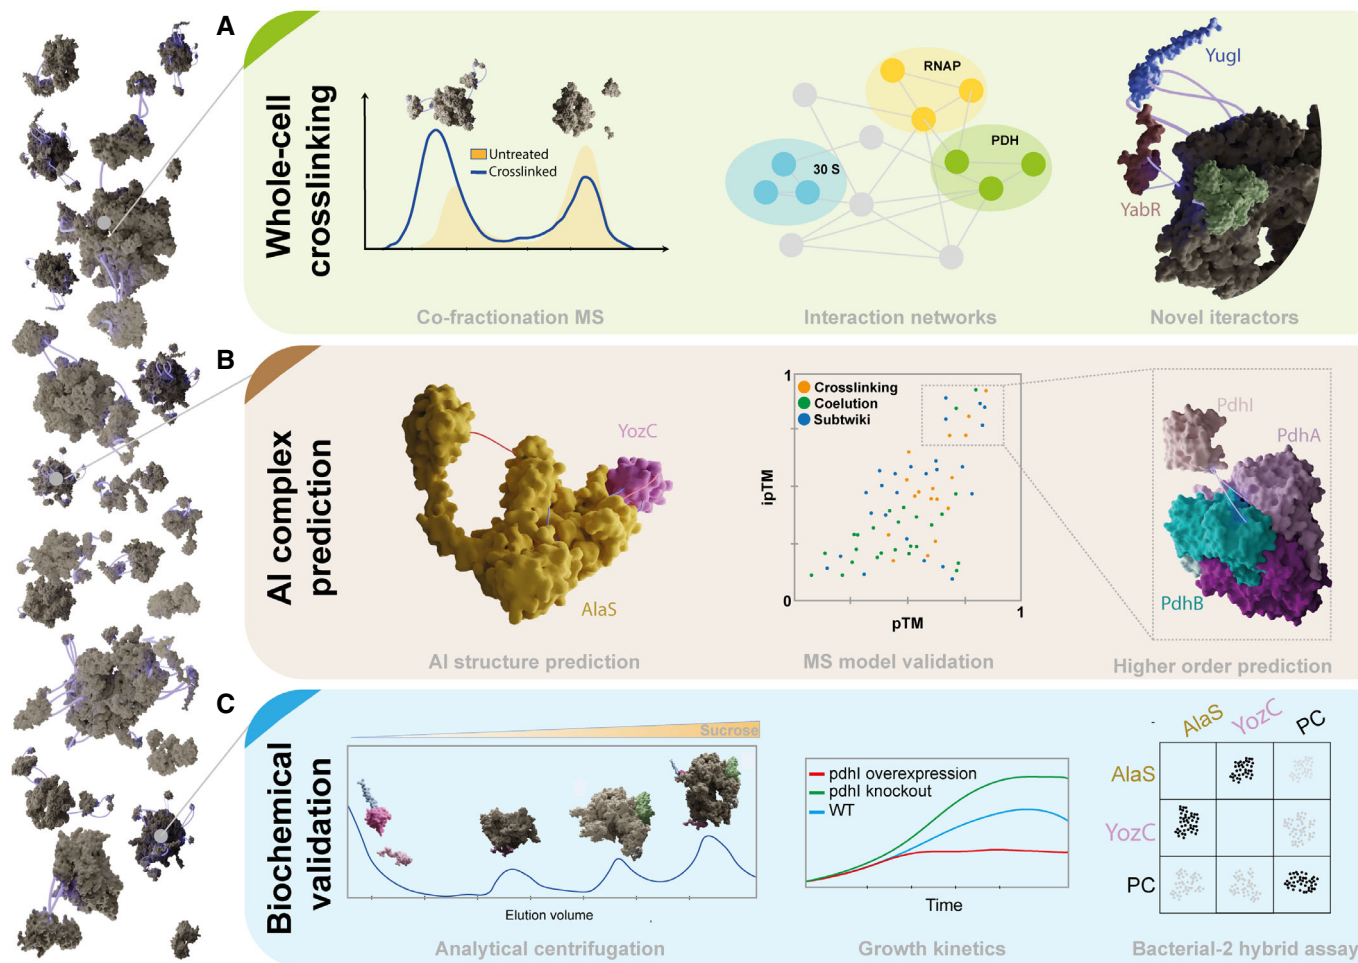 A
Whole-cell
crosslinking
Untreated
Crosslinked
Co-fractionation MS
RNAP
PDH
30 S
Interaction networks
YugI
YabR
Novel iteractors
B
AI complex
prediction
YozC
AlaS
AI structure prediction
1
Crosslinking
Coelution
Subtwiki
ipTM
0
1
pTM
MS model validation
PdhI
PdhA
PdhB
Higher order prediction
C
Biochemical
validation
Sucrose
Elution volume
Analytical centrifugation
pdhI overexpression
pdhI knockout
WT
Time
Growth kinetics
AlaS YozC PC
AlaS
YozC
PC
Bacterial-2 hybrid assay